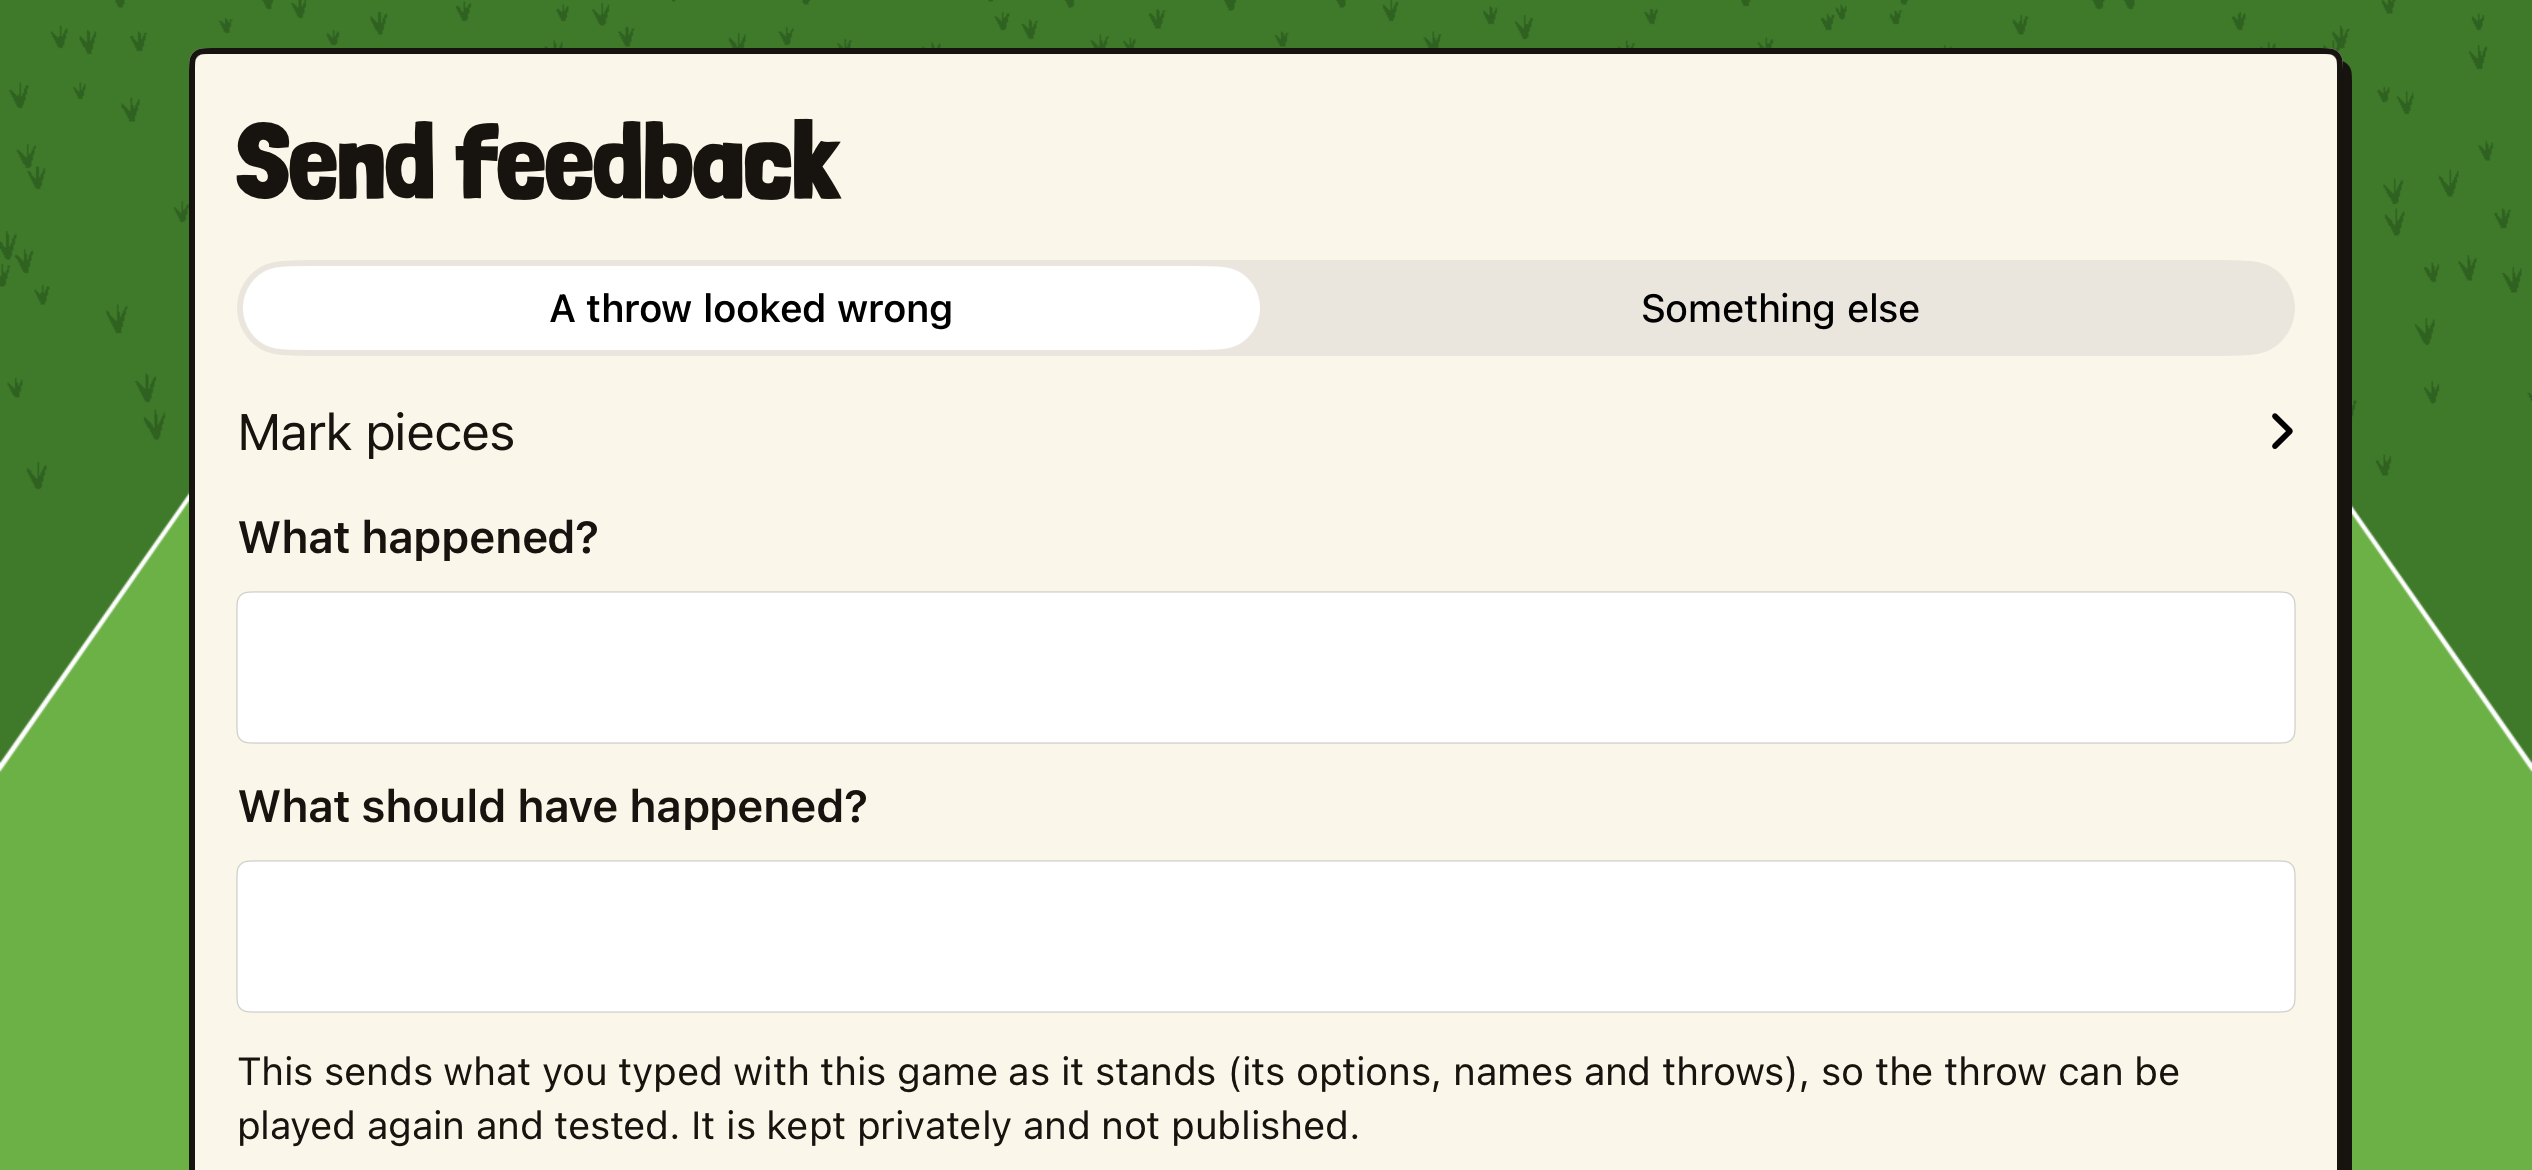 Send feedback
A throw looked wrong
Something else
Mark pieces
What happened?
What should have happened?
This sends what you typed with this game as it stands (its options, names and throws), so the throw can be
played again and tested. It is kept privately and not published.